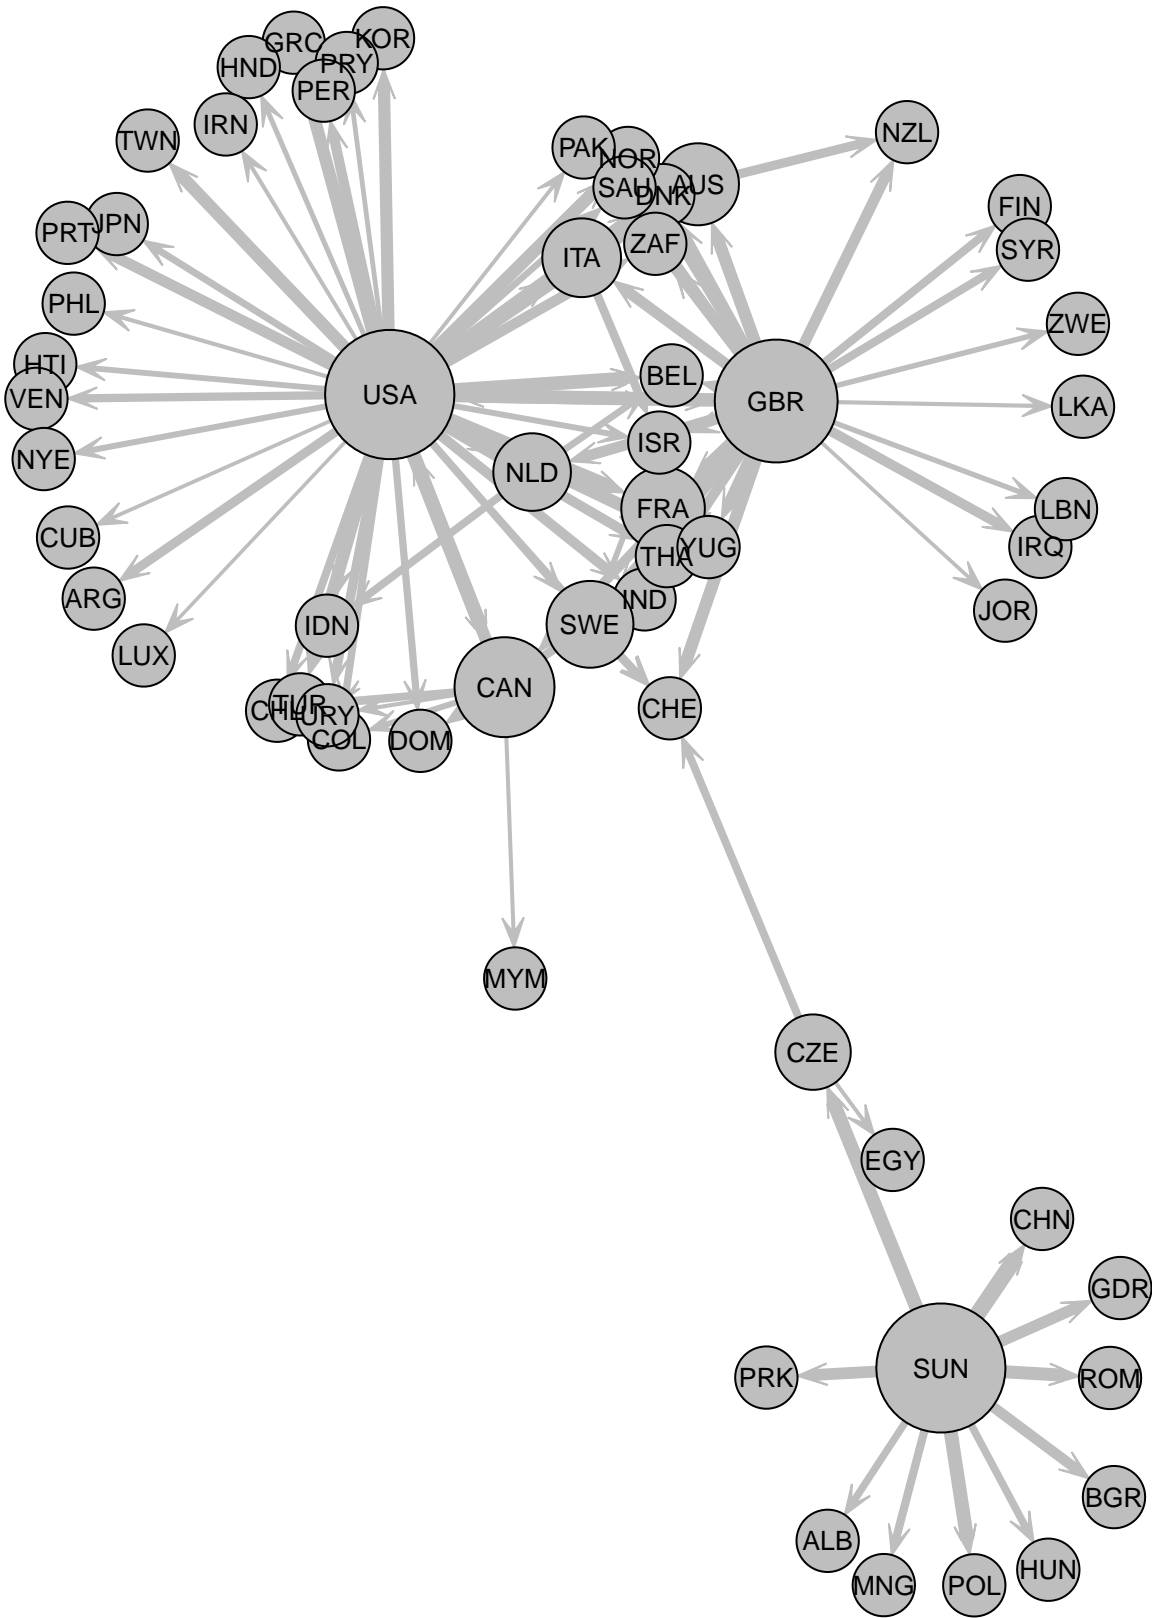 KOR
GRC
PRY
HND
PER
IRN
TWN
PAK
NOR
NZL
SAU
AUS
DNK
FIN
JPN
PRT
ZAF
SYR
ITA
PHL
ZWE
HTI
BEL
USA
VEN
GBR
LKA
ISR
NYE
NLD
FRA
LBN
CUB
YUG
IRQ
THA
ARG
IND
JOR
IDN
SWE
LUX
CAN
CHL
TUR
URY
CHE
COL
DOM
MYM
CZE
EGY
CHN
GDR
SUN
PRK
ROM
BGR
ALB
HUN
MNG
POL